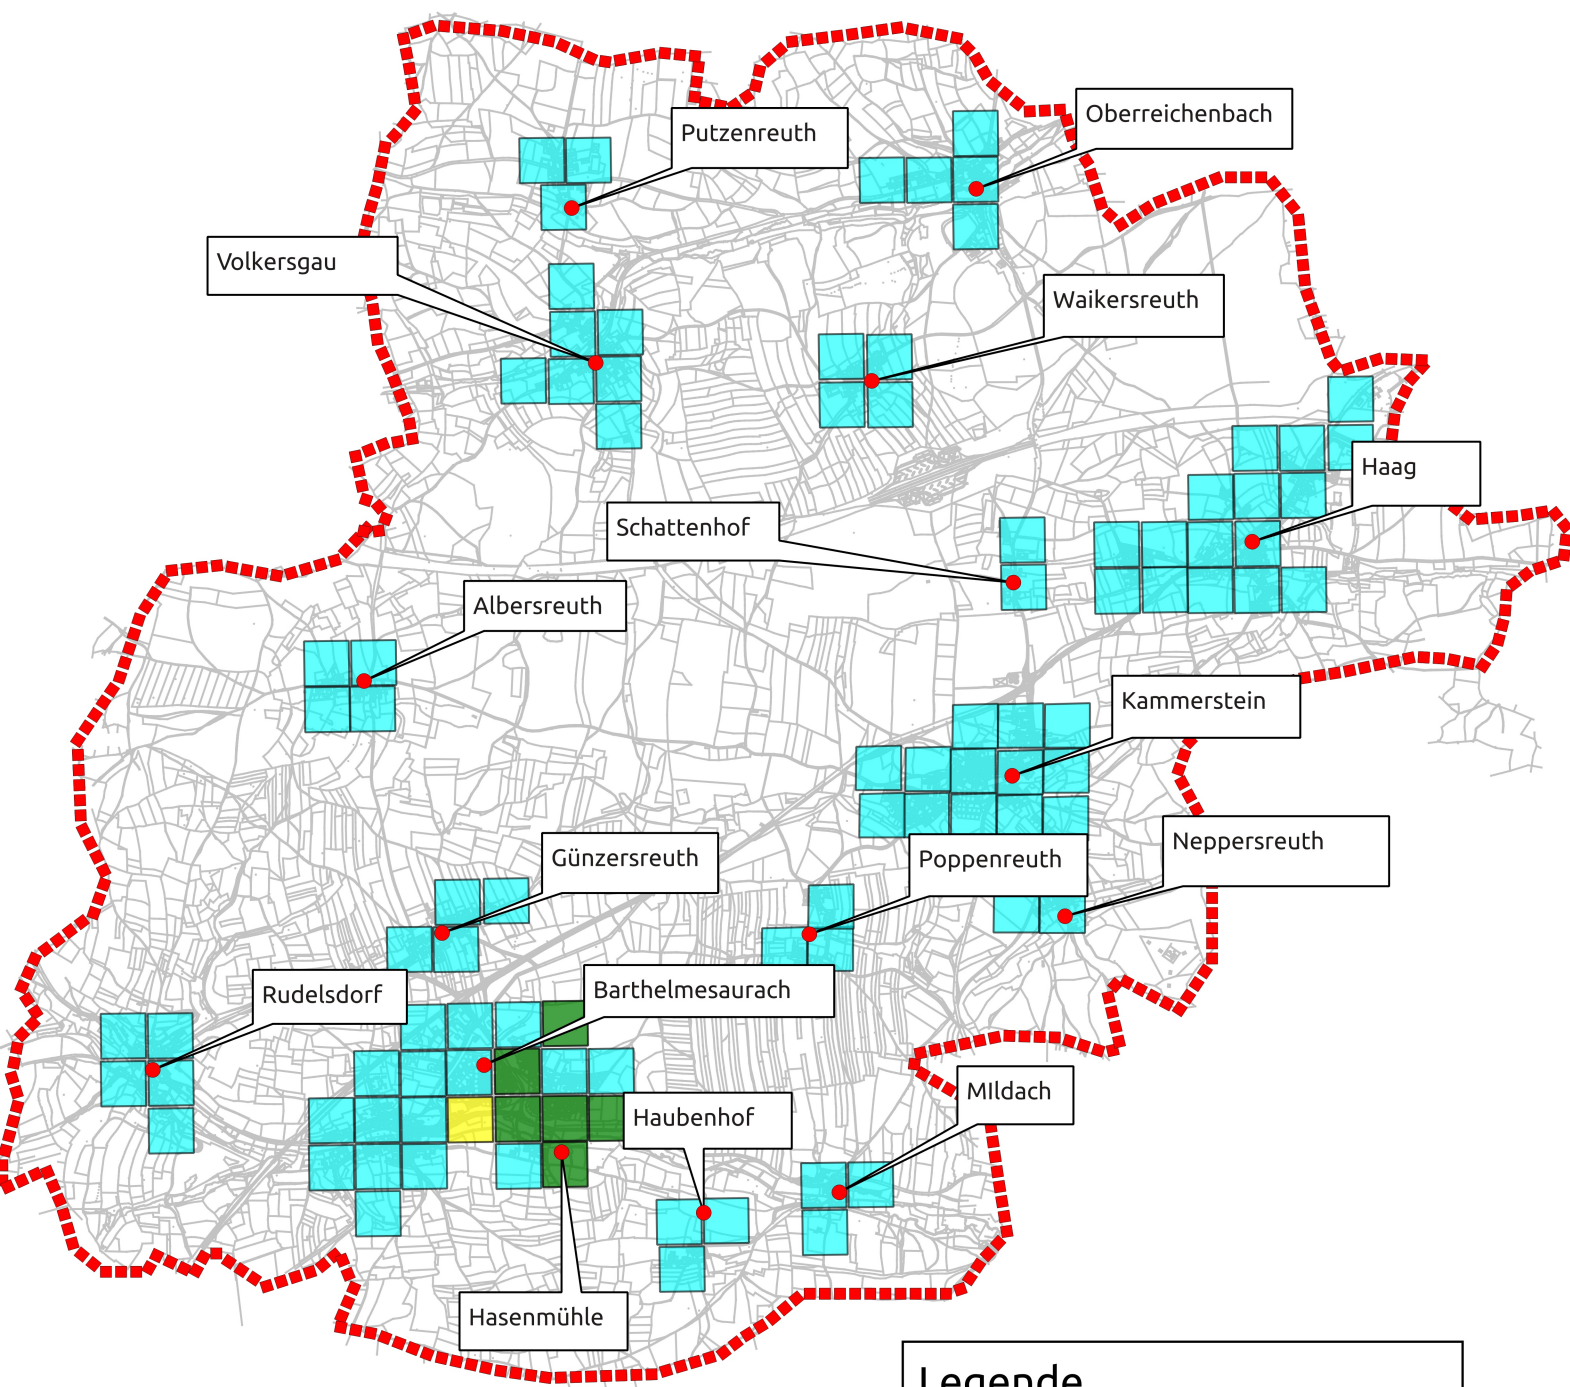 Oberreichenbach
Putzenreuth
Volkersgau
Waikersreuth
Haag
Schattenhof
Albersreuth
Kammerstein
Neppersreuth
Günzersreuth
Poppenreuth
Rudelsdorf
Barthelmesaurach
MIldach
Haubenhof
Hasenmühle
Legende